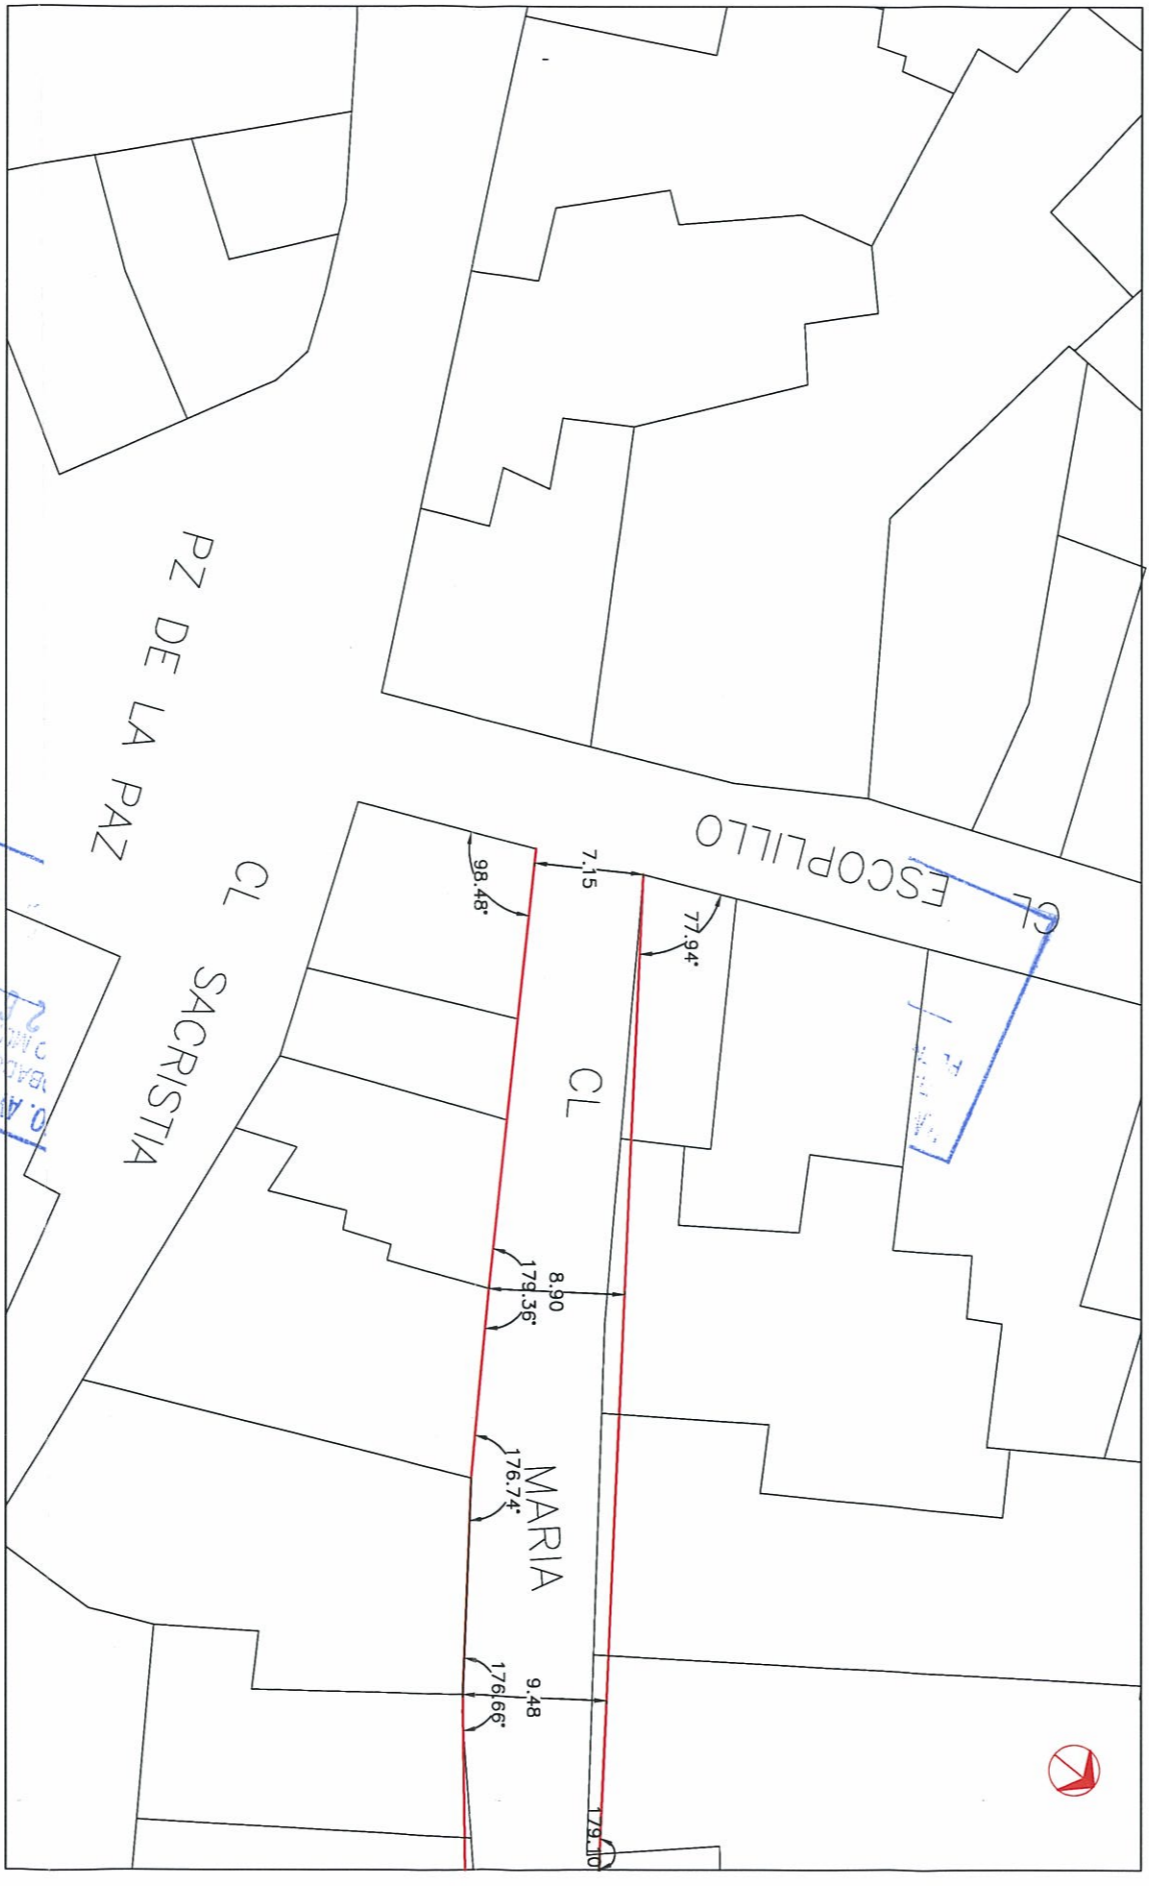 PZ DE LA PAZ
CL SACRISTIA
CL ESCOPLILLO
CL MARIA
98.48°
7.15
77.94°
179.36°
8.90
176.74°
176.66°
9.48
179.10